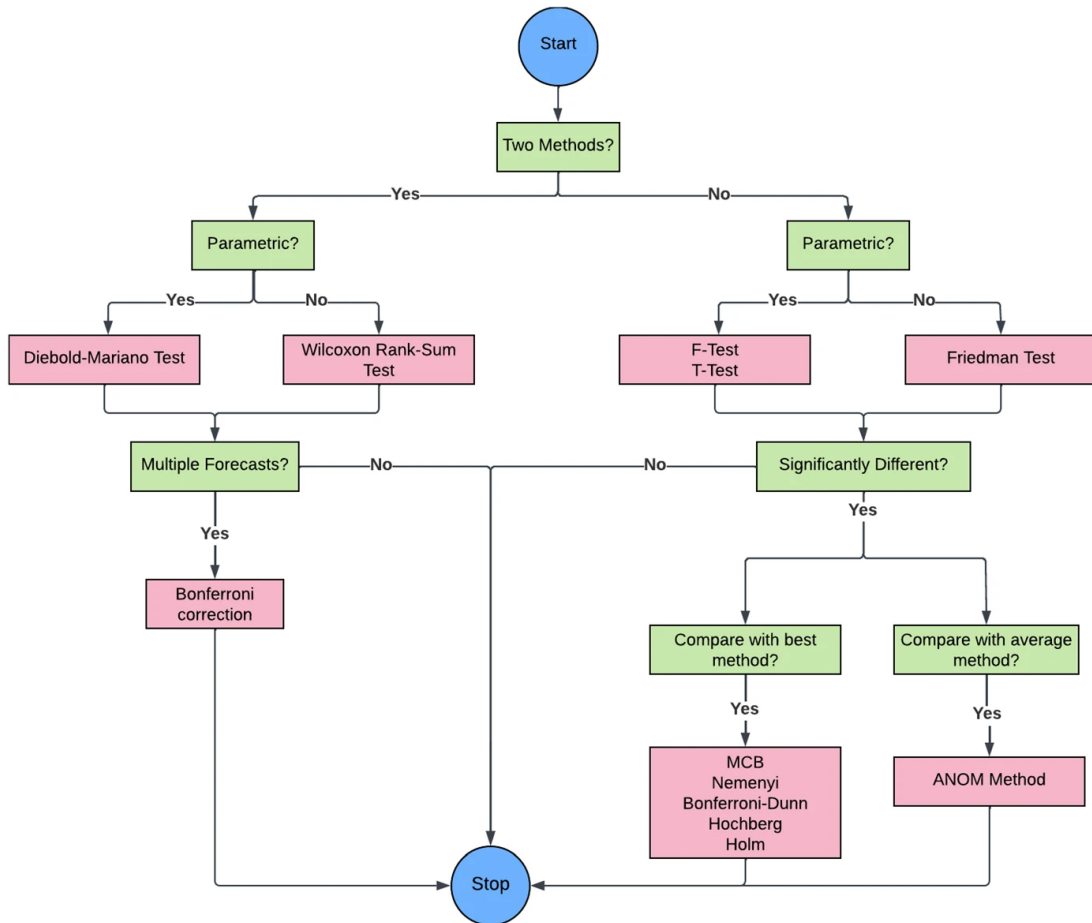 Start
Two Methods?
Yes
No
Parametric?
Parametric?
Yes
No
Yes
No
Diebold-Mariano Test
Wilcoxon Rank-Sum
Test
F-Test
T-Test
Friedman Test
Multiple Forecasts?
No
No
Significantly Different?
Yes
Yes
Bonferroni
correction
Compare with best
method?
Compare with average
method?
Yes
Yes
MCB
Nemenyi
Bonferroni-Dunn
Hochberg
Holm
ANOM Method
Stop